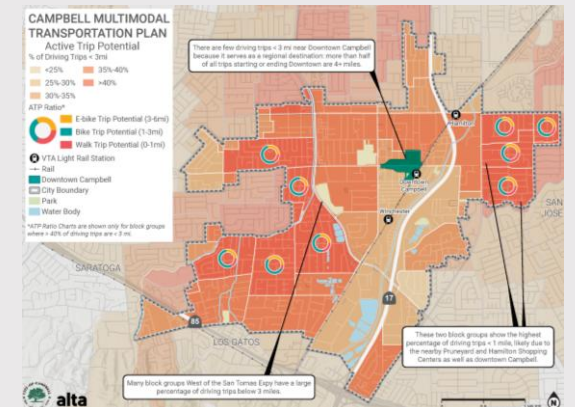 CAMPBELL MULTIMODAL
TRANSPORTATION PLAN
Active Trip Potential
% of Driving Trips < 3mi
<25%
35%-40%
25%-30%
>40%
30%-35%
ATP Ratio*
E-bike Trip Potential (3-6mi)
Bike Trip Potential (1-3mi)
Walk Trip Potential (0-1mi)
VTA Light Rail Station
Rail
Downtown Campbell
City Boundary
Park
Water Body
*ATP Ratio Charts are shown only for block groups
where > 40% of driving trips are < 3 mi.
There are few driving trips < 3 mi near Downtown Campbell
because it serves as a regional destination; more than half
of all trips starting or ending Downtown are 4+ miles.
Hamilton
Downtown
Campbell
Winchester
SAN
JOSE
SARATOGA
17
85
LOS GATOS
These two block groups show the highest
percentage of driving trips < 1 mile, likely due to
the nearby Pruneyard and Hamilton Shopping
Centers as well as downtown Campbell.
Many block groups West of the San Tomas Expy have a large
percentage of driving trips below 3 miles.
alta
N